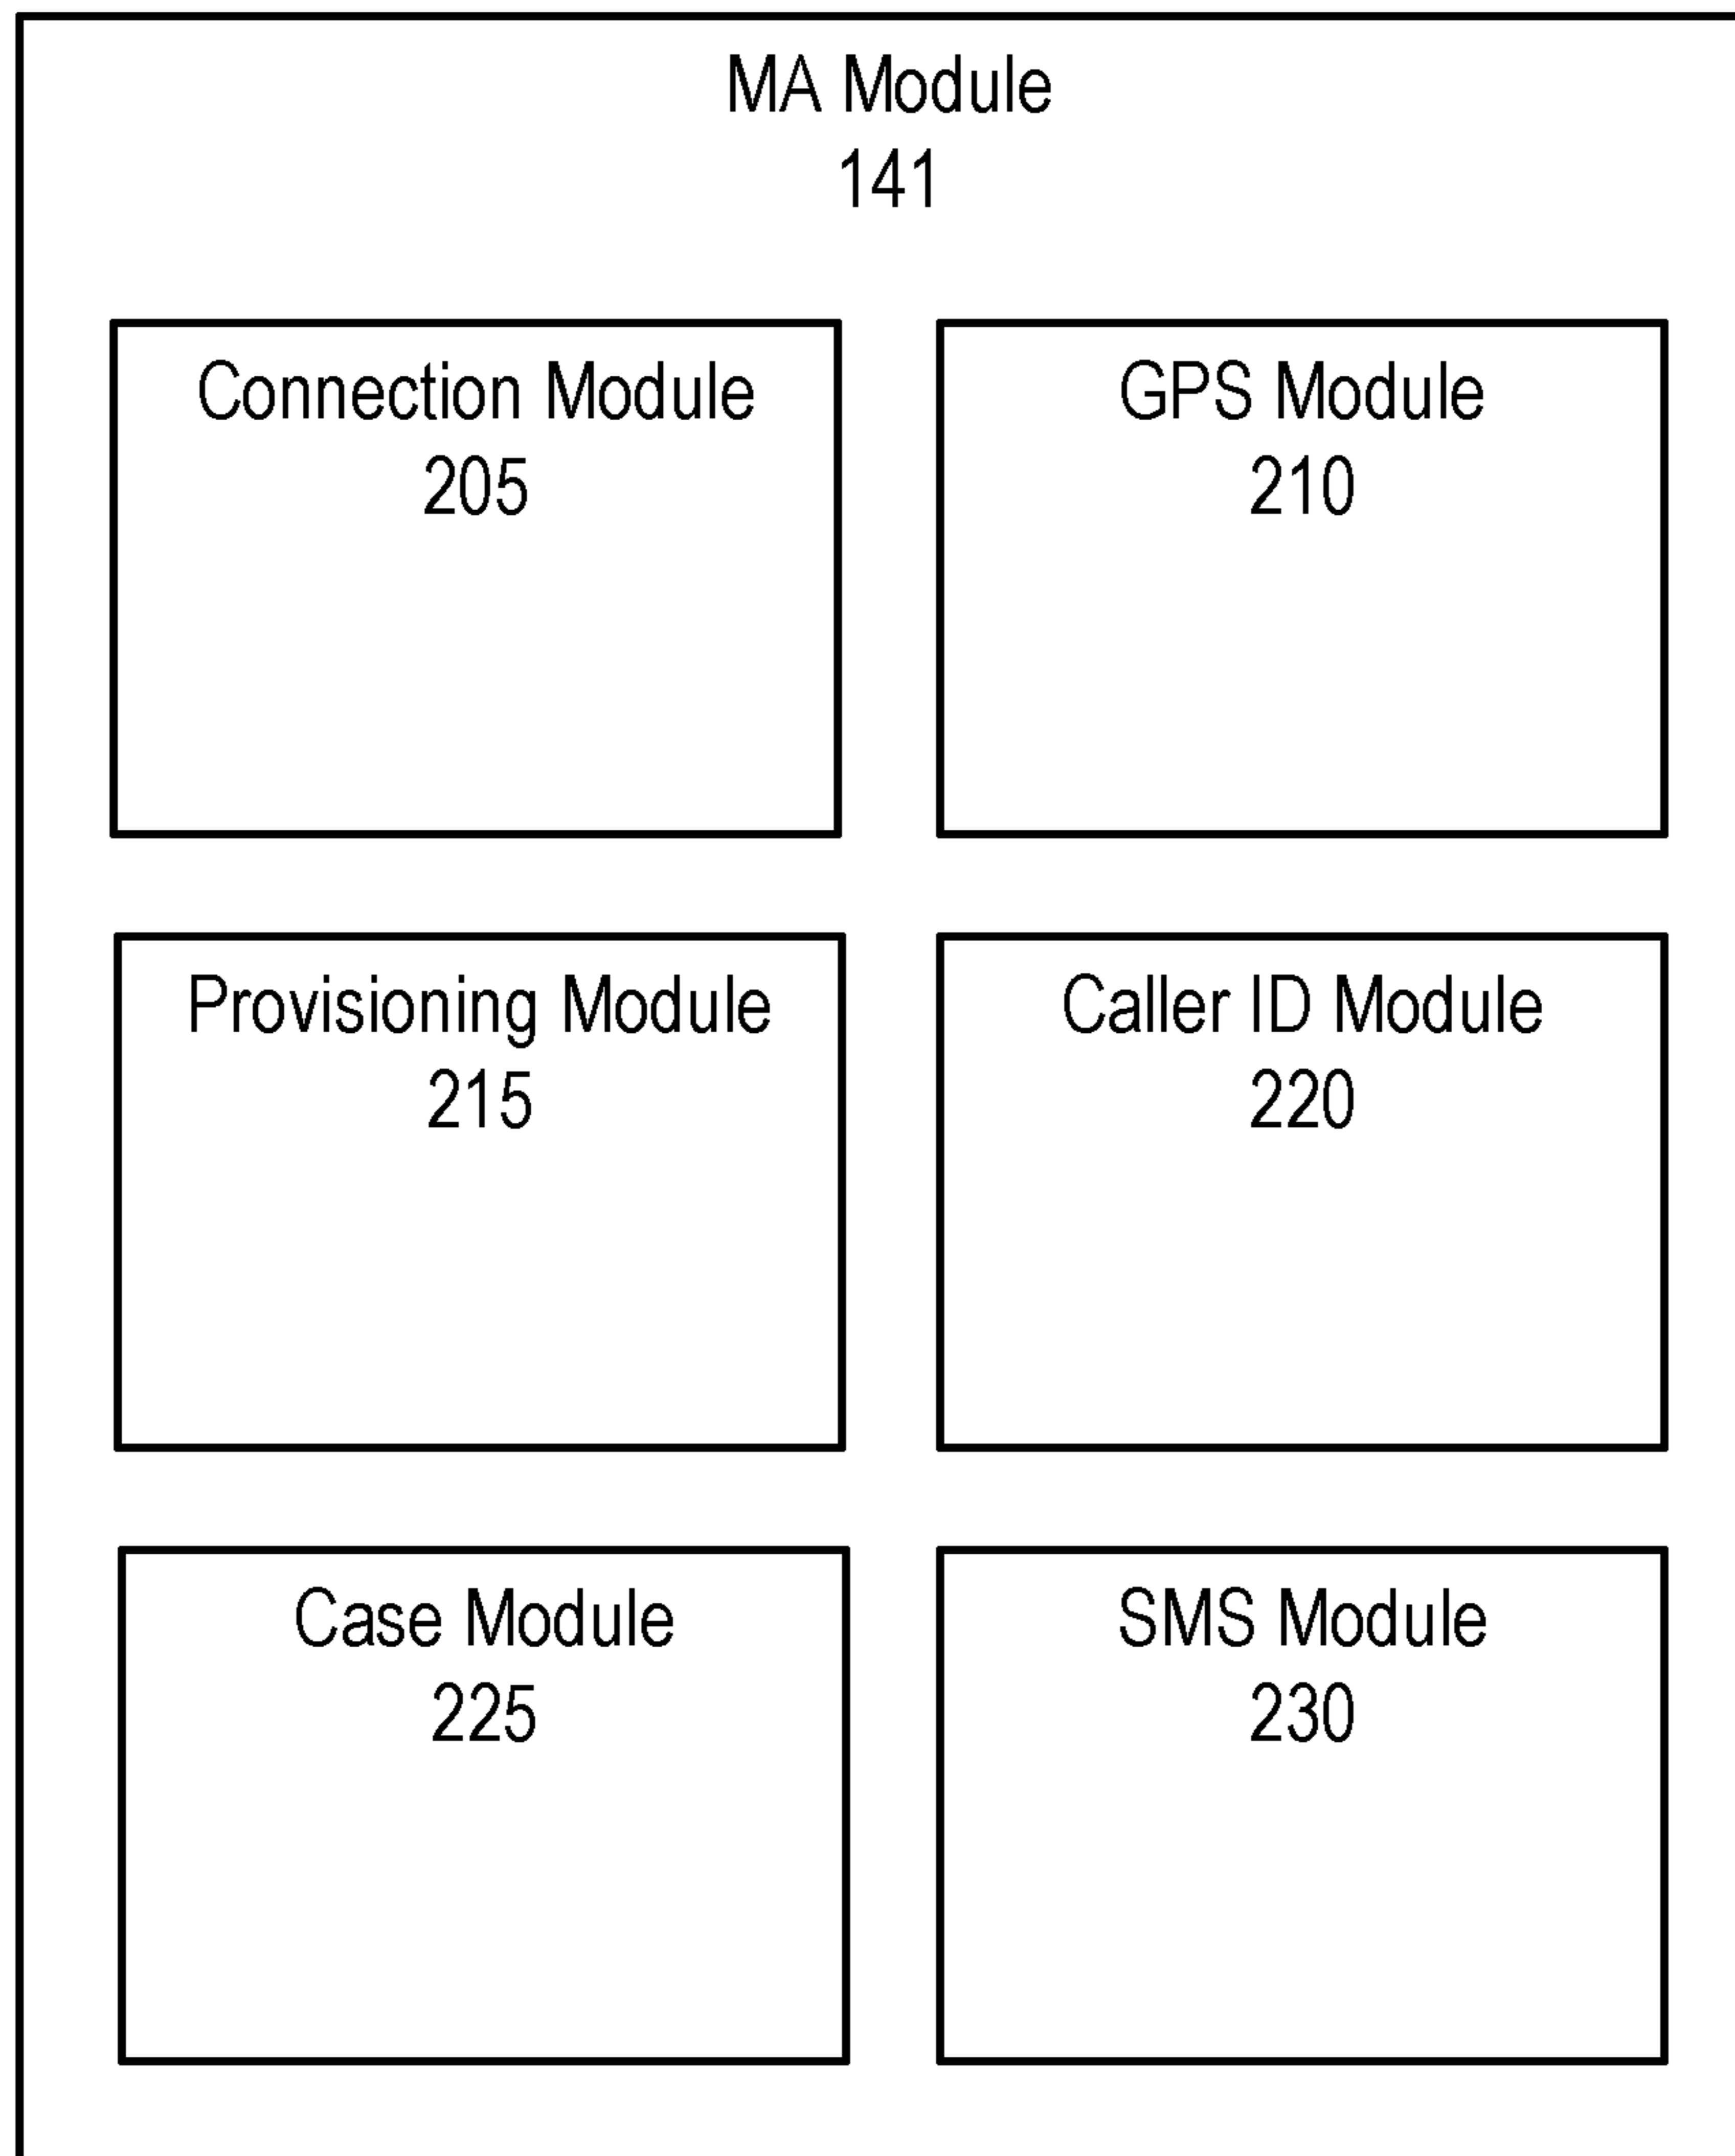 MA Module
141
Connection Module
205
GPS Module
210
Provisioning Module
215
Caller ID Module
220
Case Module
225
SMS Module
230